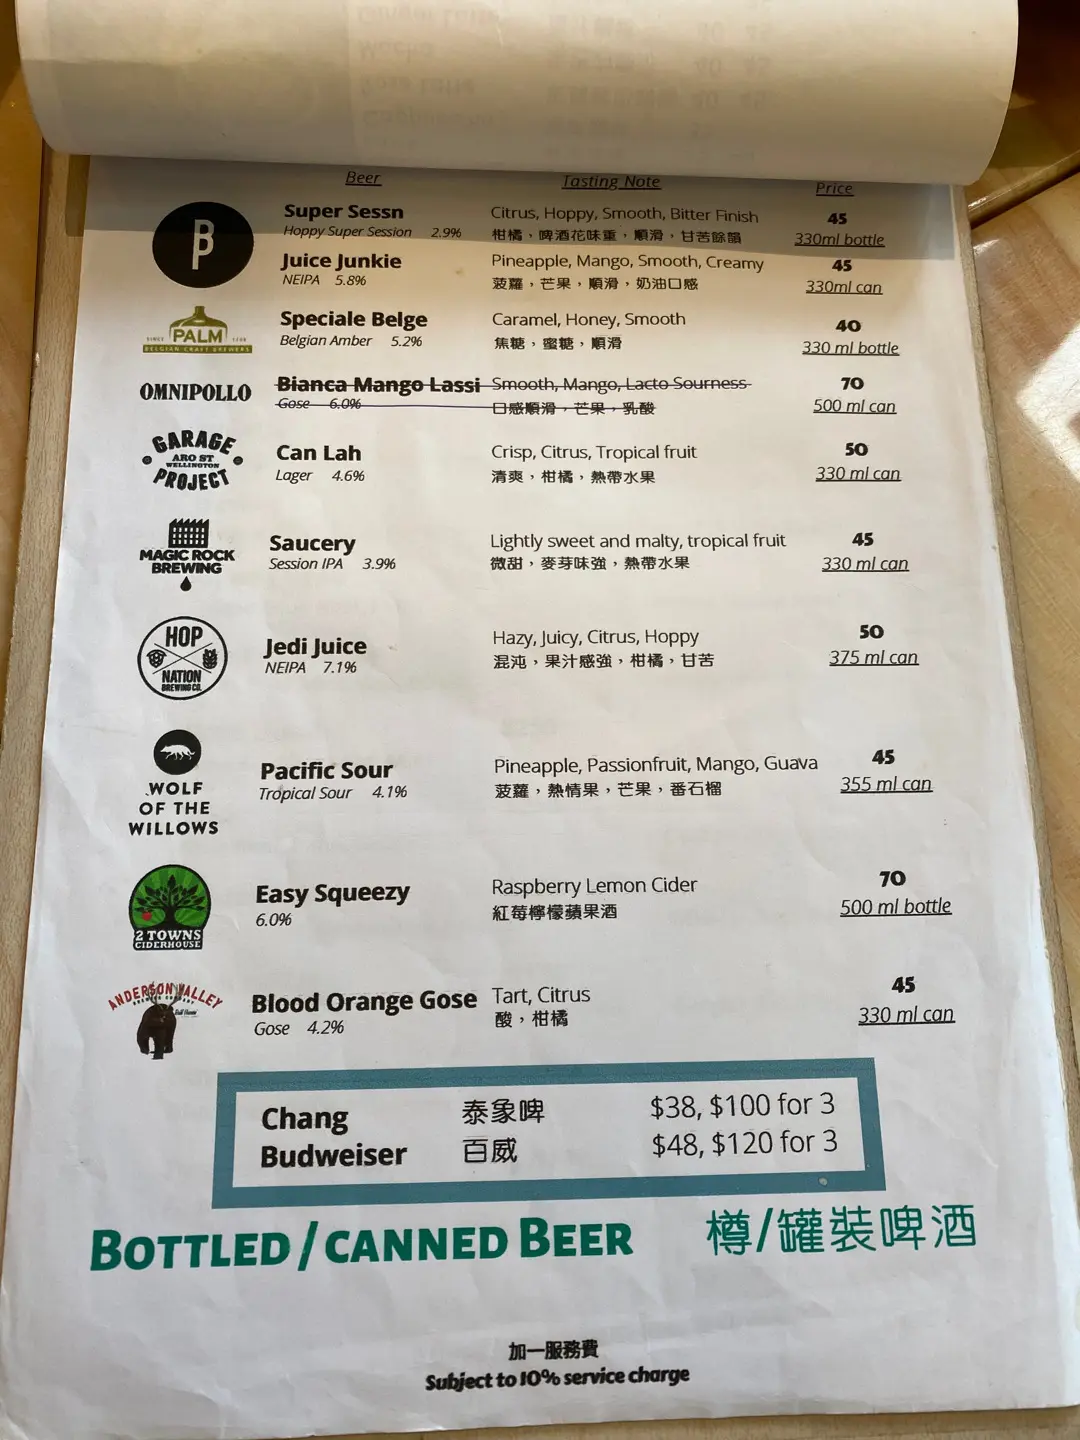 Beer Tasting Note Price
Super Sessn Citrus, Hoppy, Smooth, Bitter Finish 45
Hoppy Super Session 2.9% 柑橘，啤酒花味重，順滑，甘苦餘韻 330ml bottle
Juice Junkie Pineapple, Mango, Smooth, Creamy 45
NEIPA 5.8% 菠蘿，芒果，順滑，奶油口感 330ml can
SINCE PALM 1706
BELGIAN CRAFT BREWERS
Speciale Belge Caramel, Honey, Smooth 40
Belgian Amber 5.2% 焦糖，蜜糖，順滑 330 ml bottle
OMNIPOLLO
Bianca Mango Lassi Smooth, Mango, Lacto Sourness 70
Gose 6.0% 口感順滑，芒果，乳酸 500 ml can
GARAGE
ARO ST
WELLINGTON
PROJECT
Can Lah Crisp, Citrus, Tropical fruit 50
Lager 4.6% 清爽，柑橘，熱帶水果 330 ml can
MAGIC ROCK
BREWING
Saucery Lightly sweet and malty, tropical fruit 45
Session IPA 3.9% 微甜，麥芽味強，熱帶水果 330 ml can
HOP
NATION
BREWING CO.
Jedi Juice Hazy, Juicy, Citrus, Hoppy 50
NEIPA 7.1% 混沌，果汁感強，柑橘，甘苦 375 ml can
WOLF
OF THE
WILLOWS
Pacific Sour Pineapple, Passionfruit, Mango, Guava 45
Tropical Sour 4.1% 菠蘿，熱情果，芒果，番石榴 355 ml can
2 TOWNS
CIDERHOUSE
Easy Squeezy Raspberry Lemon Cider 70
6.0% 紅莓檸檬蘋果酒 500 ml bottle
ANDERSON VALLEY
BREWING COMPANY
Blood Orange Gose Tart, Citrus 45
Gose 4.2% 酸，柑橘 330 ml can
Chang 泰象啤 $38, $100 for 3
Budweiser 百威 $48, $120 for 3
BOTTLED/CANNED BEER 樽/罐裝啤酒
加一服務費
Subject to 10% service charge